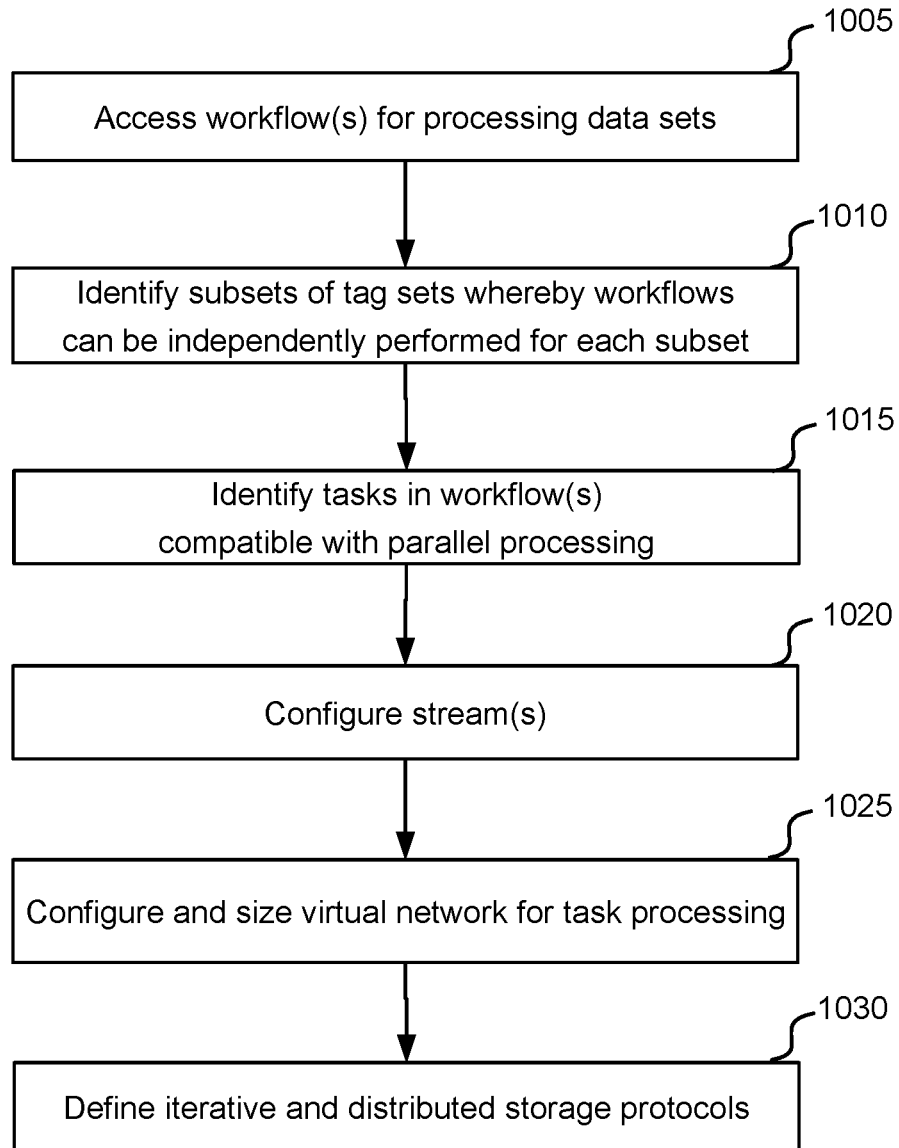 1005
Access workflow(s) for processing data sets
1010
Identify subsets of tag sets whereby workflows
can be independently performed for each subset
1015
Identify tasks in workflow(s)
compatible with parallel processing
1020
Configure stream(s)
1025
Configure and size virtual network for task processing
1030
Define iterative and distributed storage protocols